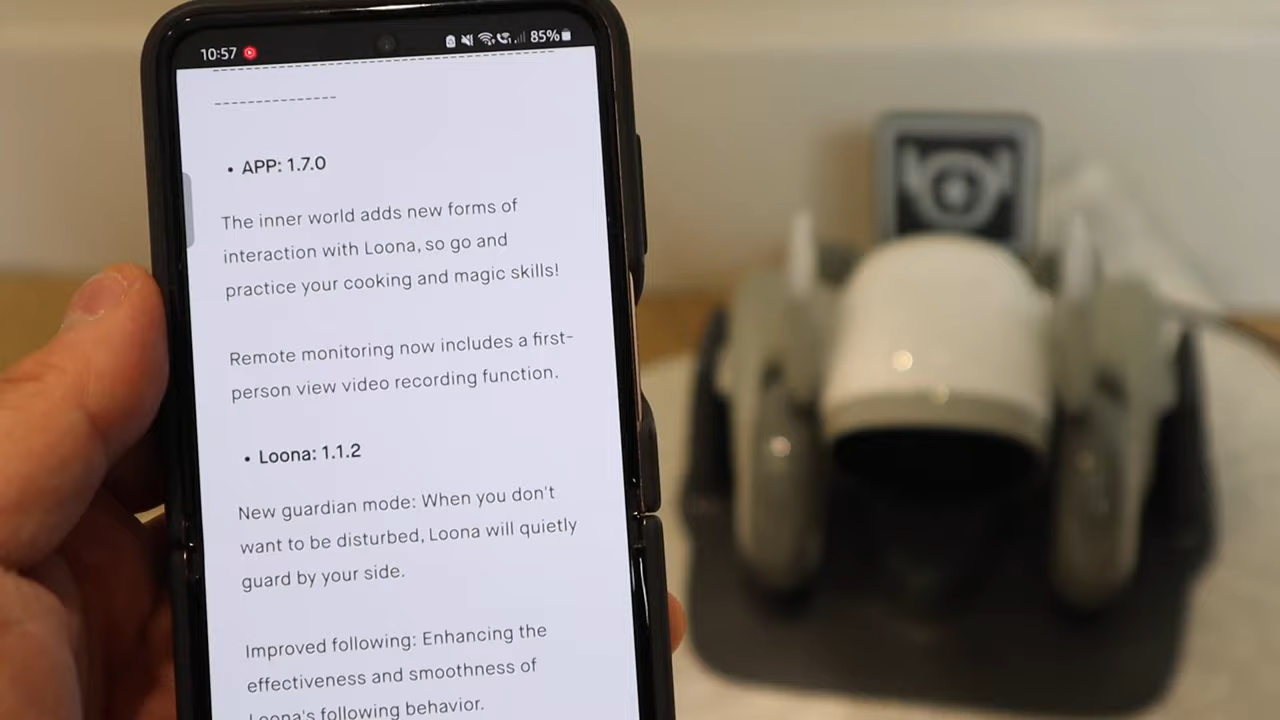 10:57 85%
---------------------------------------------
---------------
• APP: 1.7.0
The inner world adds new forms of
interaction with Loona, so go and
practice your cooking and magic skills!
Remote monitoring now includes a first-
person view video recording function.
• Loona: 1.1.2
New guardian mode: When you don't
want to be disturbed, Loona will quietly
guard by your side.
Improved following: Enhancing the
effectiveness and smoothness of
Loona's following behavior.